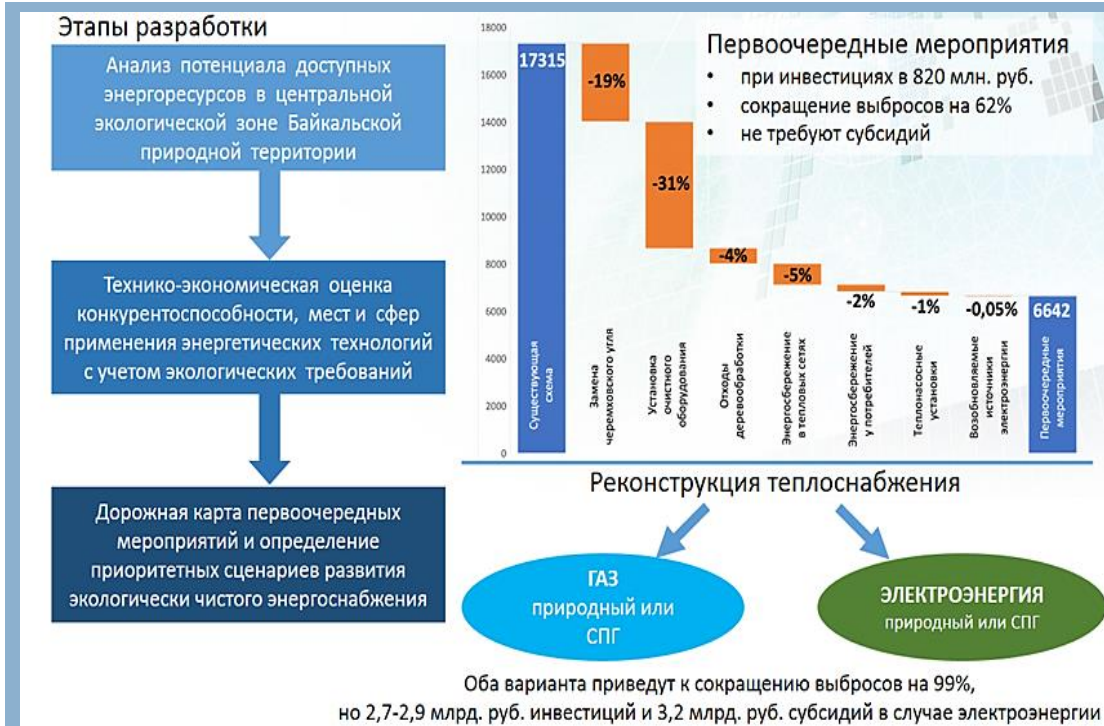 Этапы разработки
Анализ потенциала доступных
энергоресурсов в центральной
экологической зоне Байкальской
природной территории
Технико-экономическая оценка
конкурентоспособности, мест и сфер
применения энергетических технологий
с учетом экологических требований
Дорожная карта первоочередных
мероприятий и определение
приоритетных сценариев развития
экологически чистого энергоснабжения
Первоочередные мероприятия
• при инвестициях в 820 млн. руб.
• сокращение выбросов на 62%
• не требуют субсидий
18000
16000
14000
12000
10000
8000
6000
4000
2000
0
17315
-19%
-31%
-4%
-5%
-2%
-1%
-0,05%
6642
Существующая
схема
Замена
черемховского угля
Установка
очистного
оборудования
Отходы
деревообработки
Энергосбережение
в тепловых сетях
Энергосбережение
у потребителей
Теплонасосные
установки
Возобновляемые
источники
электроэнергии
Первоочередные
мероприятия
Реконструкция теплоснабжения
ГАЗ
природный или
СПГ
ЭЛЕКТРОЭНЕРГИЯ
природный или СПГ
Оба варианта приведут к сокращению выбросов на 99%,
но 2,7-2,9 млрд. руб. инвестиций и 3,2 млрд. руб. субсидий в случае электроэнергии